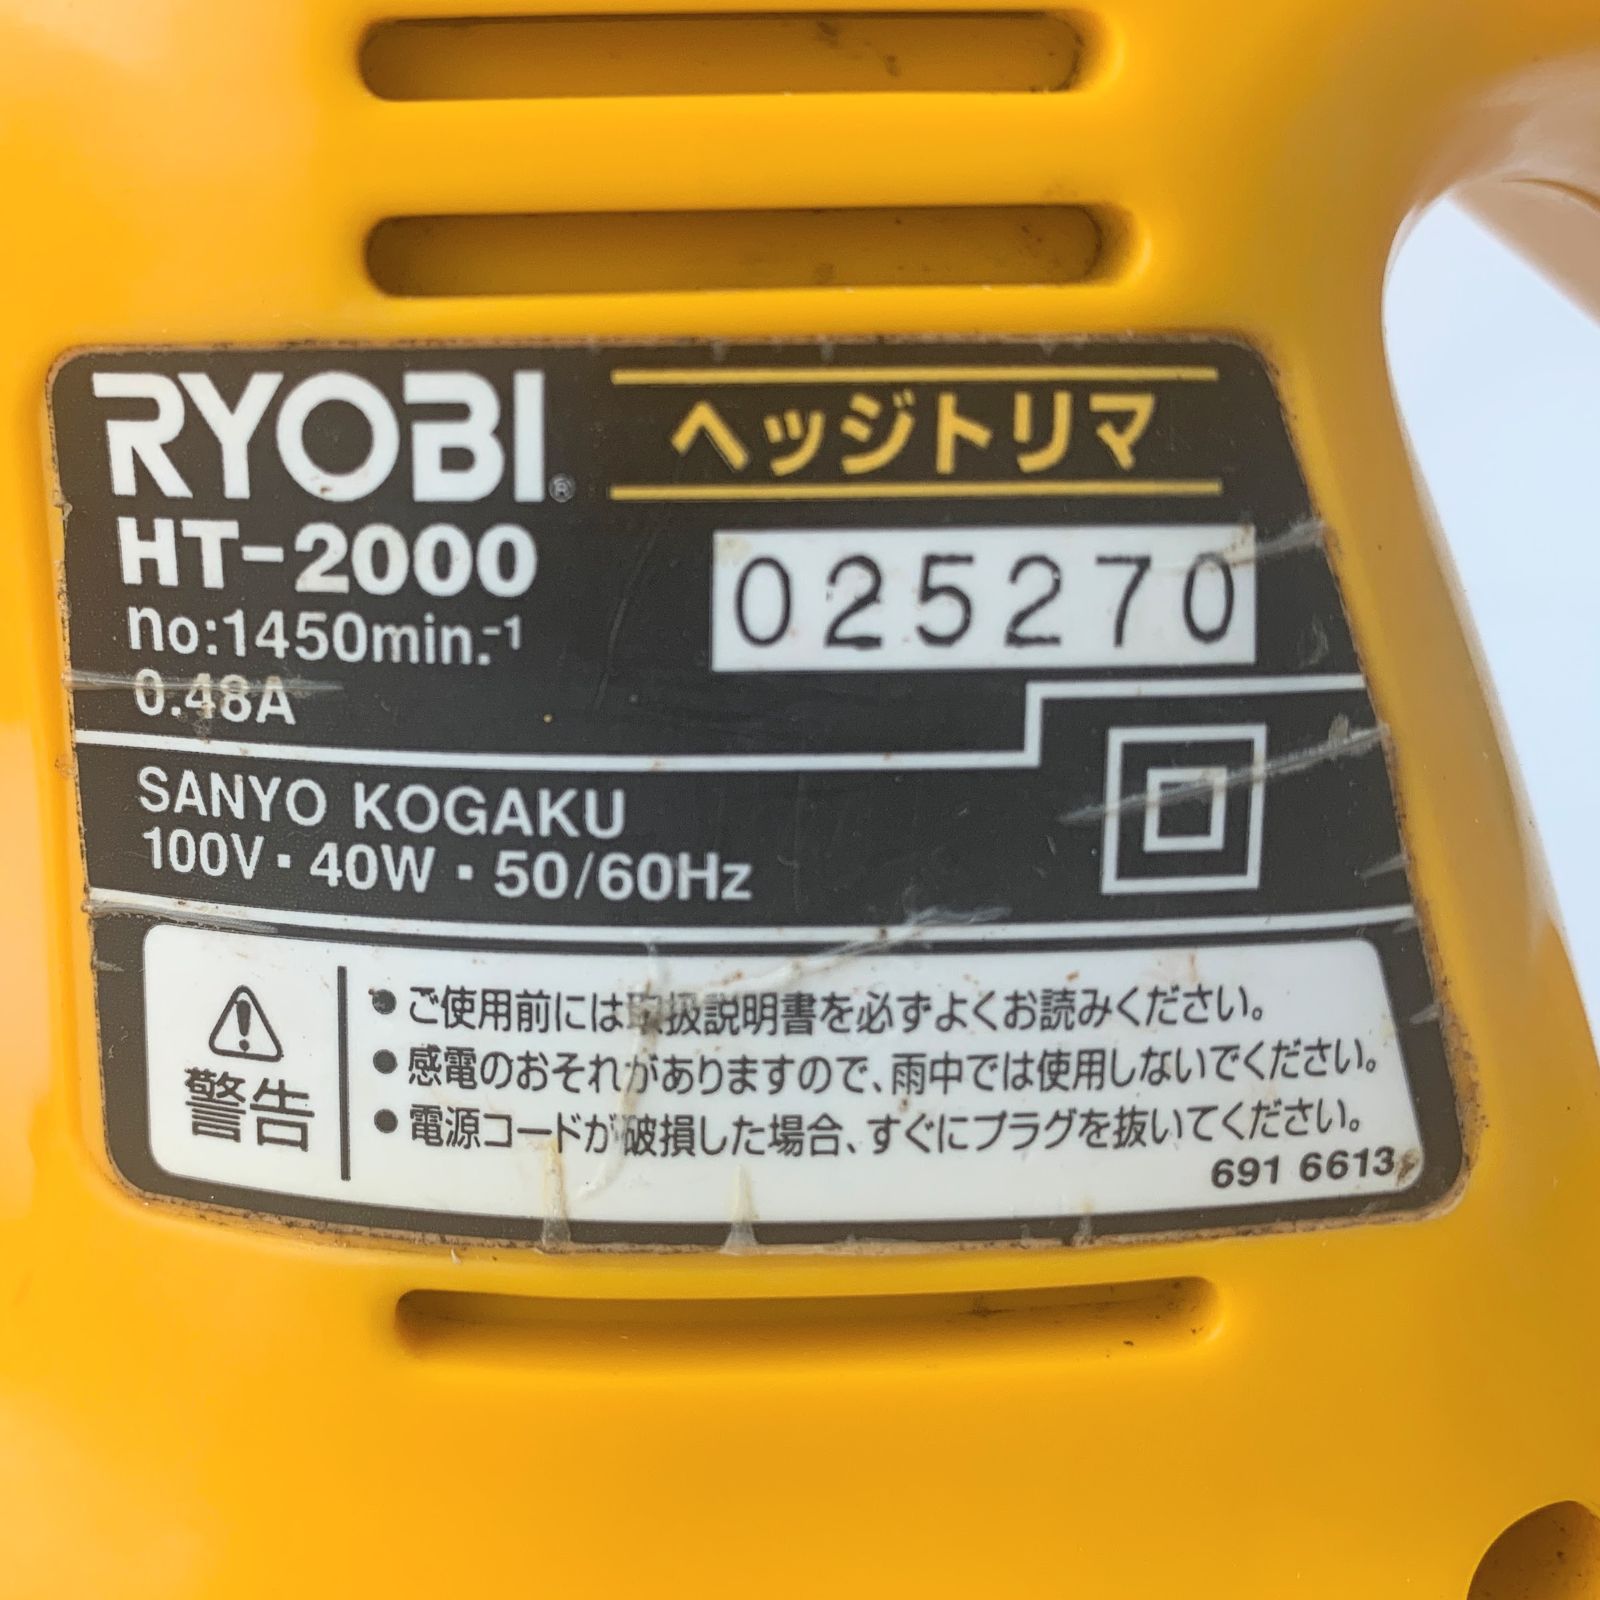 RYOBI®
ヘッジトリマ
HT-2000
025270
no:1450min.⁻¹
0.48A
SANYO KOGAKU
100V・40W・50/60Hz
警告
●ご使用前には取扱説明書を必ずよくお読みください。
●感電のおそれがありますので、雨中では使用しないでください。
●電源コードが破損した場合、すぐにプラグを抜いてください。
691 6613